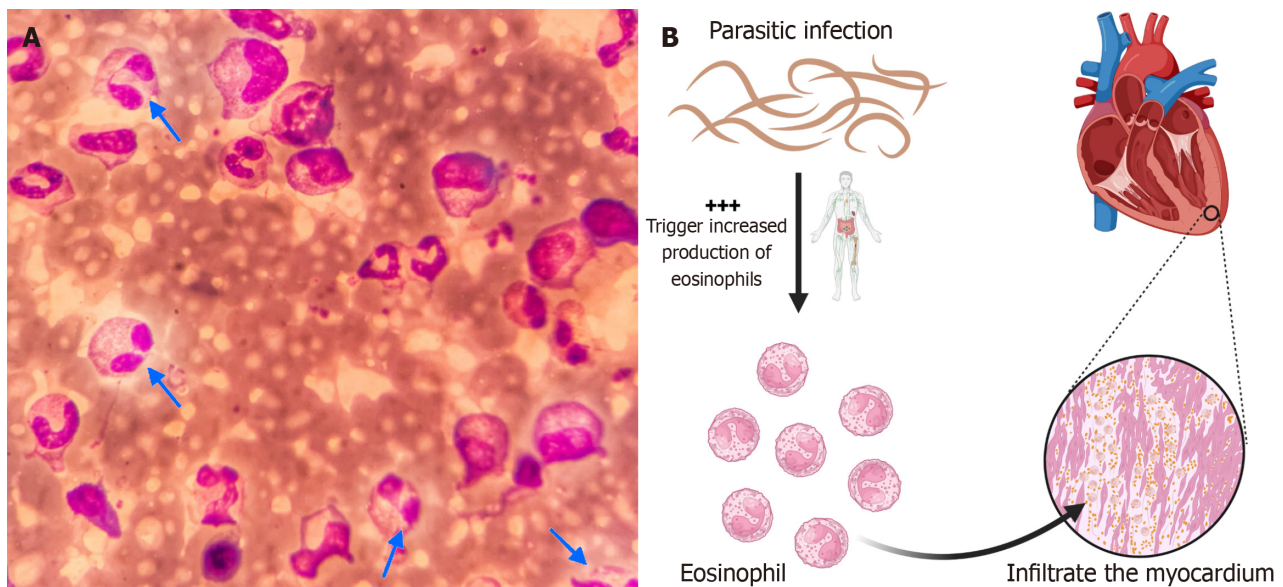 A
B
Parasitic infection
+++
Trigger increased
production of
eosinophils
Eosinophil
Infiltrate the myocardium